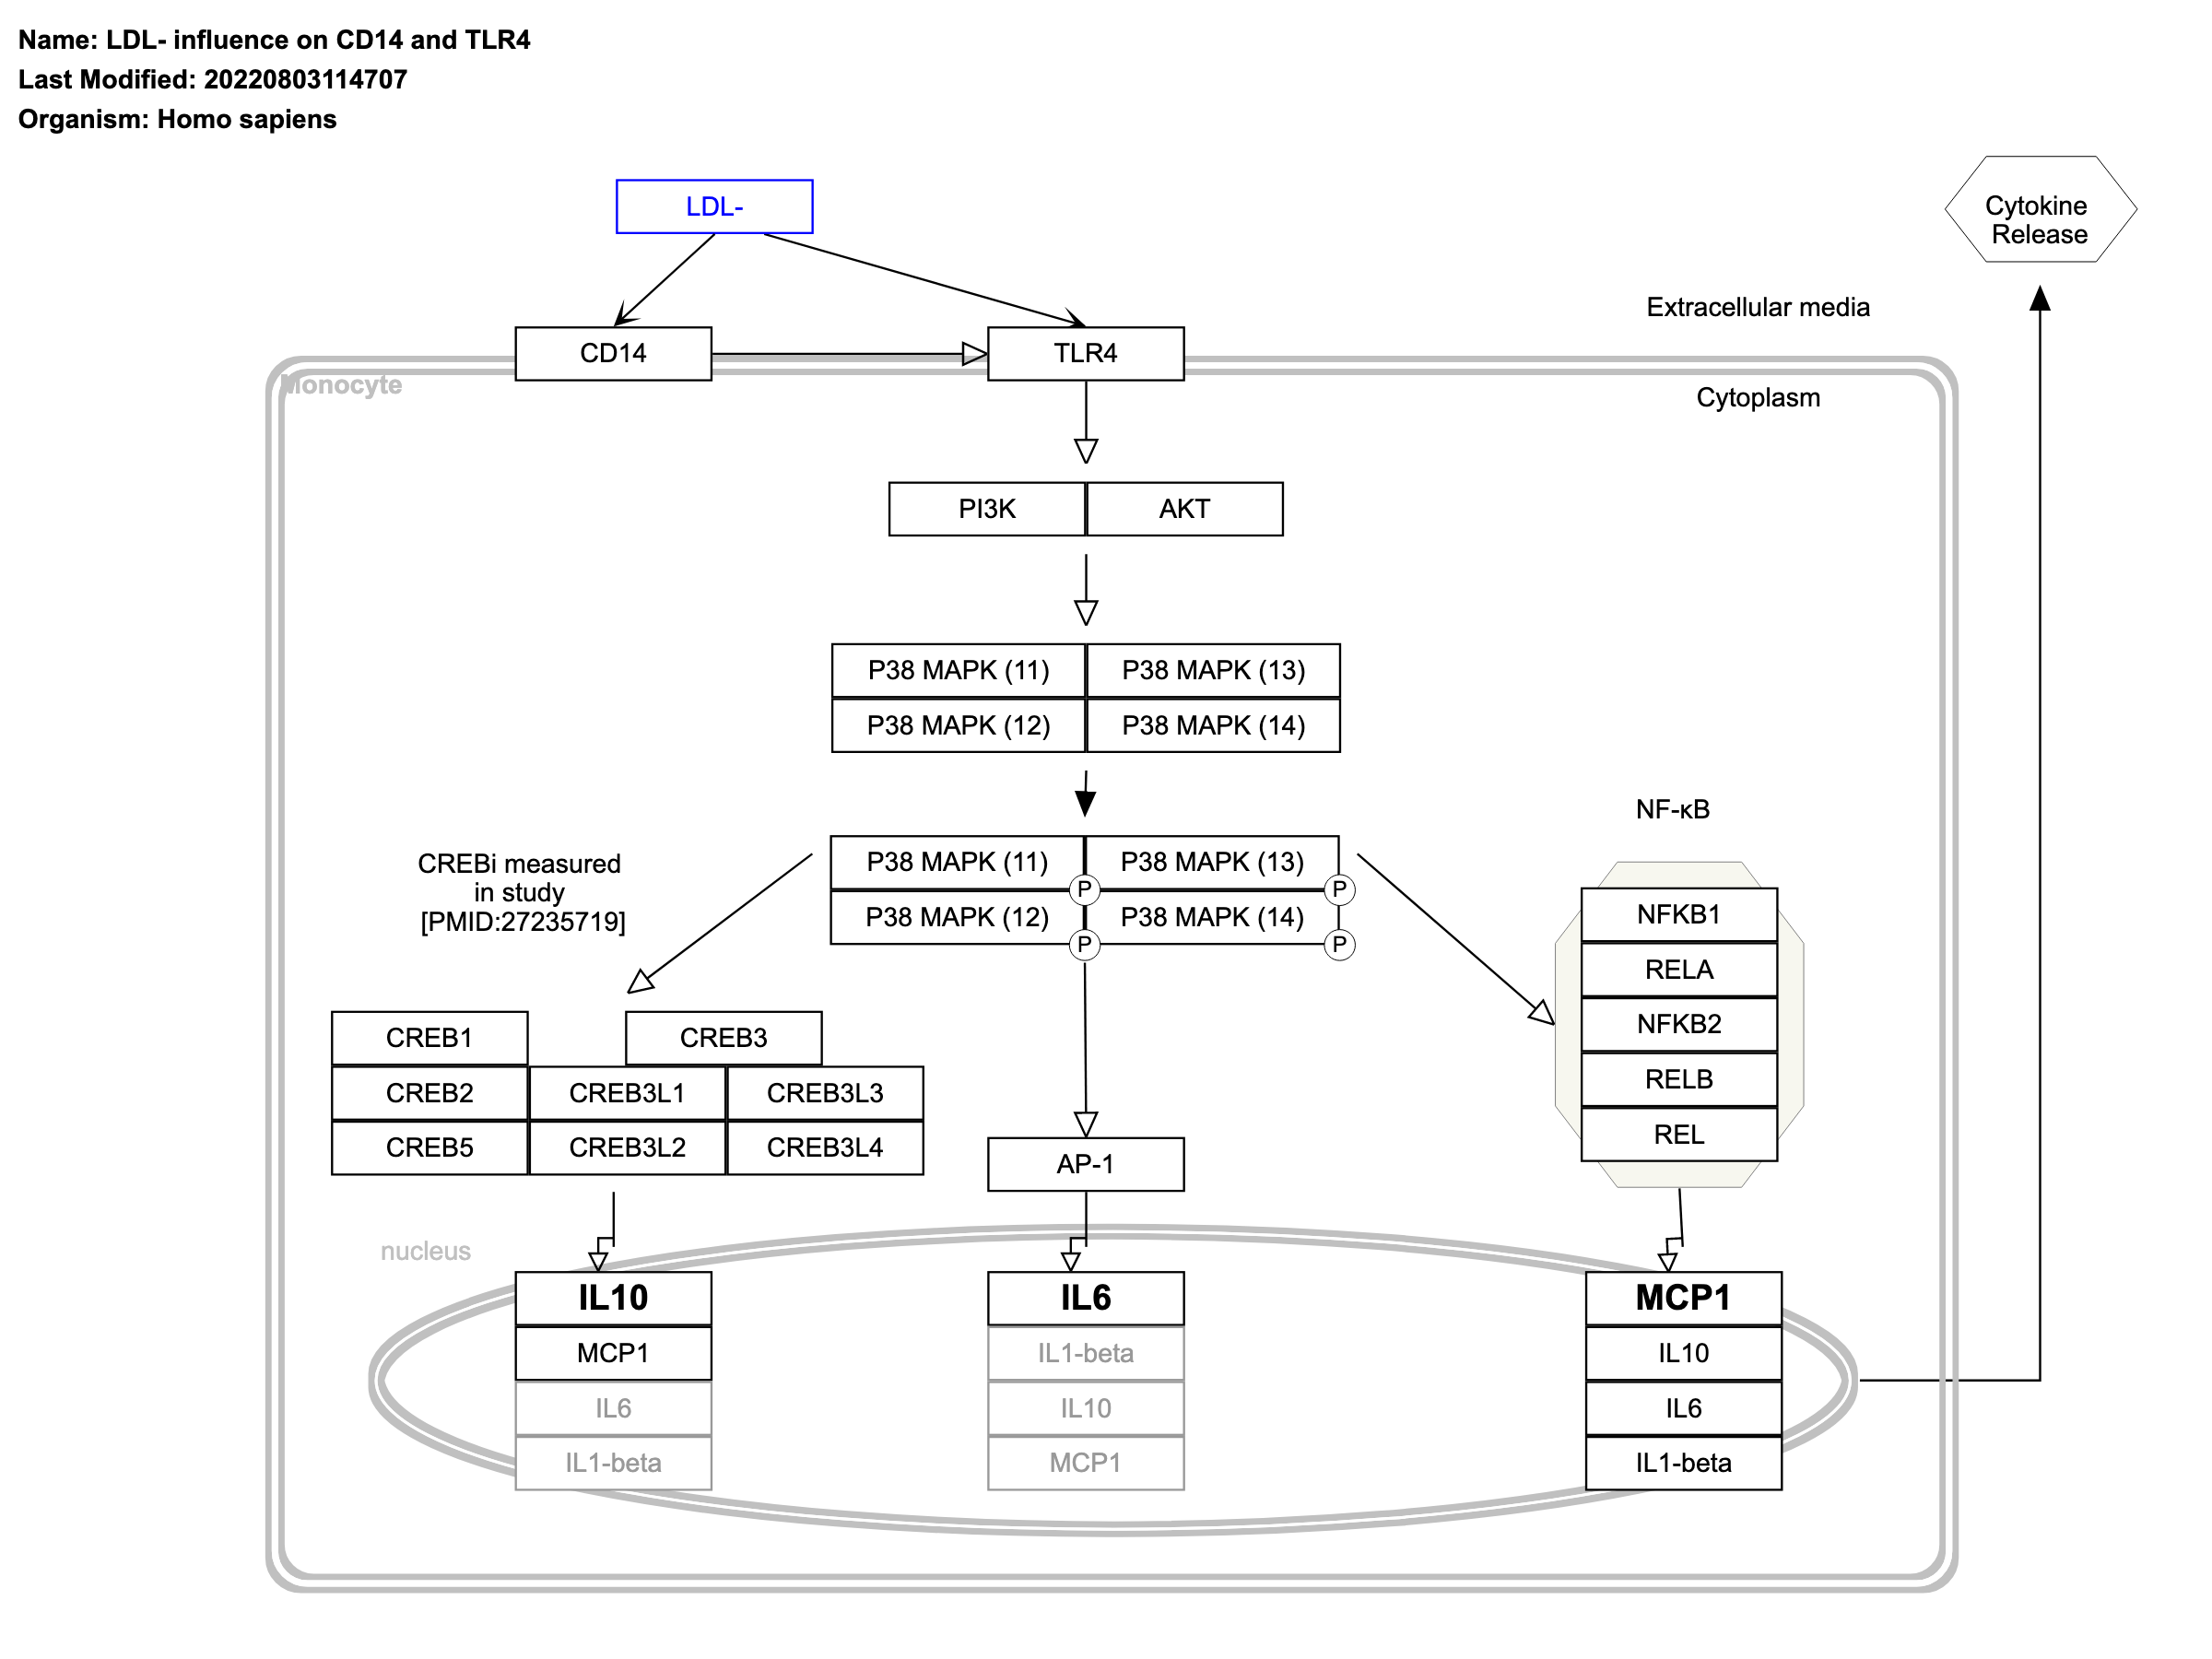 Name: LDL- influence on CD14 and TLR4
Last Modified: 20220803114707
Organism: Homo sapiens
LDL-
Cytokine
Release
Extracellular media
CD14
TLR4
Monocyte
Cytoplasm
PI3K
AKT
P38 MAPK (11)
P38 MAPK (13)
P38 MAPK (12)
P38 MAPK (14)
NF-κB
CREBi measured
in study
[PMID:27235719]
P38 MAPK (11)
P38 MAPK (13)
P
P
P38 MAPK (12)
P38 MAPK (14)
P
P
NFKB1
RELA
NFKB2
RELB
REL
CREB1
CREB3
CREB2
CREB3L1
CREB3L3
CREB5
CREB3L2
CREB3L4
AP-1
nucleus
IL10
MCP1
IL6
IL1-beta
IL6
IL1-beta
IL10
MCP1
MCP1
IL10
IL6
IL1-beta